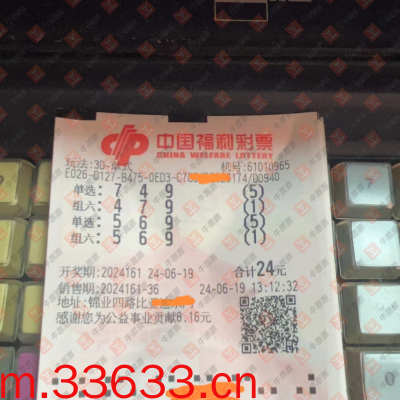 中国福利彩票
CHINA WELFARE LOTTERY
玩法:3D 机号:61010965
E026-0127-B475-0ED3-C78 174/00940
单选: 7 4 9 (5)
组六: 4 7 9 (1)
单选: 5 6 9 (5)
组六: 5 6 9 (1)
开奖期:2024161 24-06-19 合计24元
销售期:2024161-36 24-06-19 13:12:32
地址:锦业四路比亚
感谢您为公益事业贡献8.16元
m.33633.cn